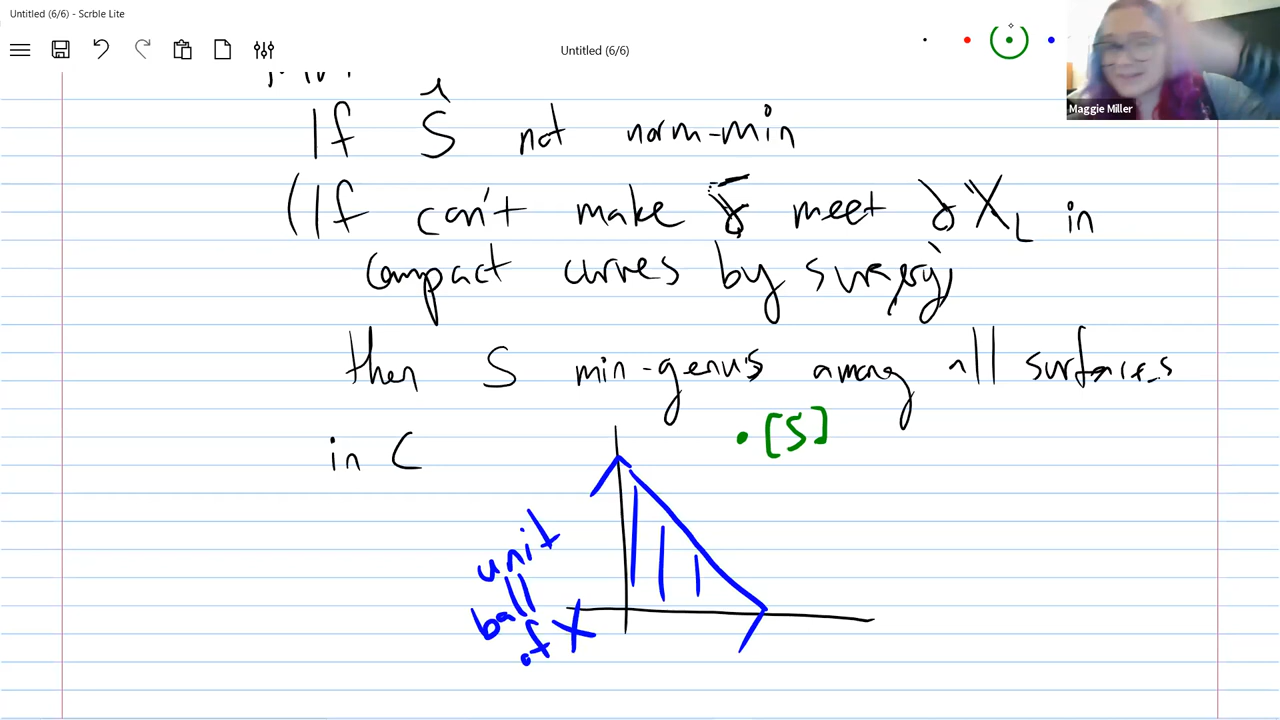 Untitled (6/6) - Scrble Lite
Untitled (6/6)
Maggie Miller
If Ŝ not norm-min
(If can't make meet ∂X_L in
compact curves by surgery)
then S min-genus among all surfaces
in C
• [S]
unit
ball
of X